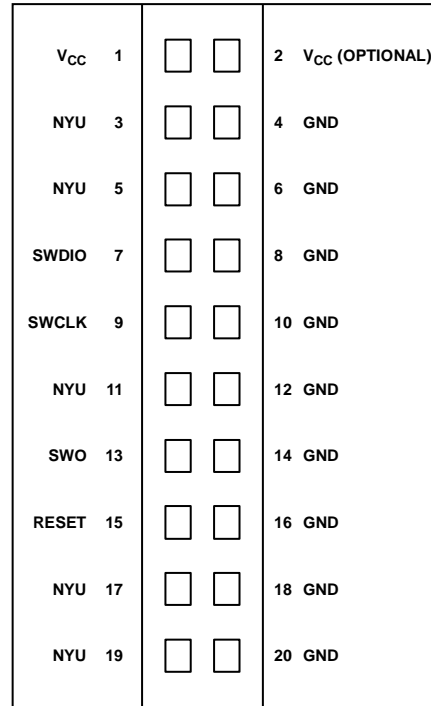 VCC 1 2 VCC (OPTIONAL)
NYU 3 4 GND
NYU 5 6 GND
SWDIO 7 8 GND
SWCLK 9 10 GND
NYU 11 12 GND
SWO 13 14 GND
RESET 15 16 GND
NYU 17 18 GND
NYU 19 20 GND